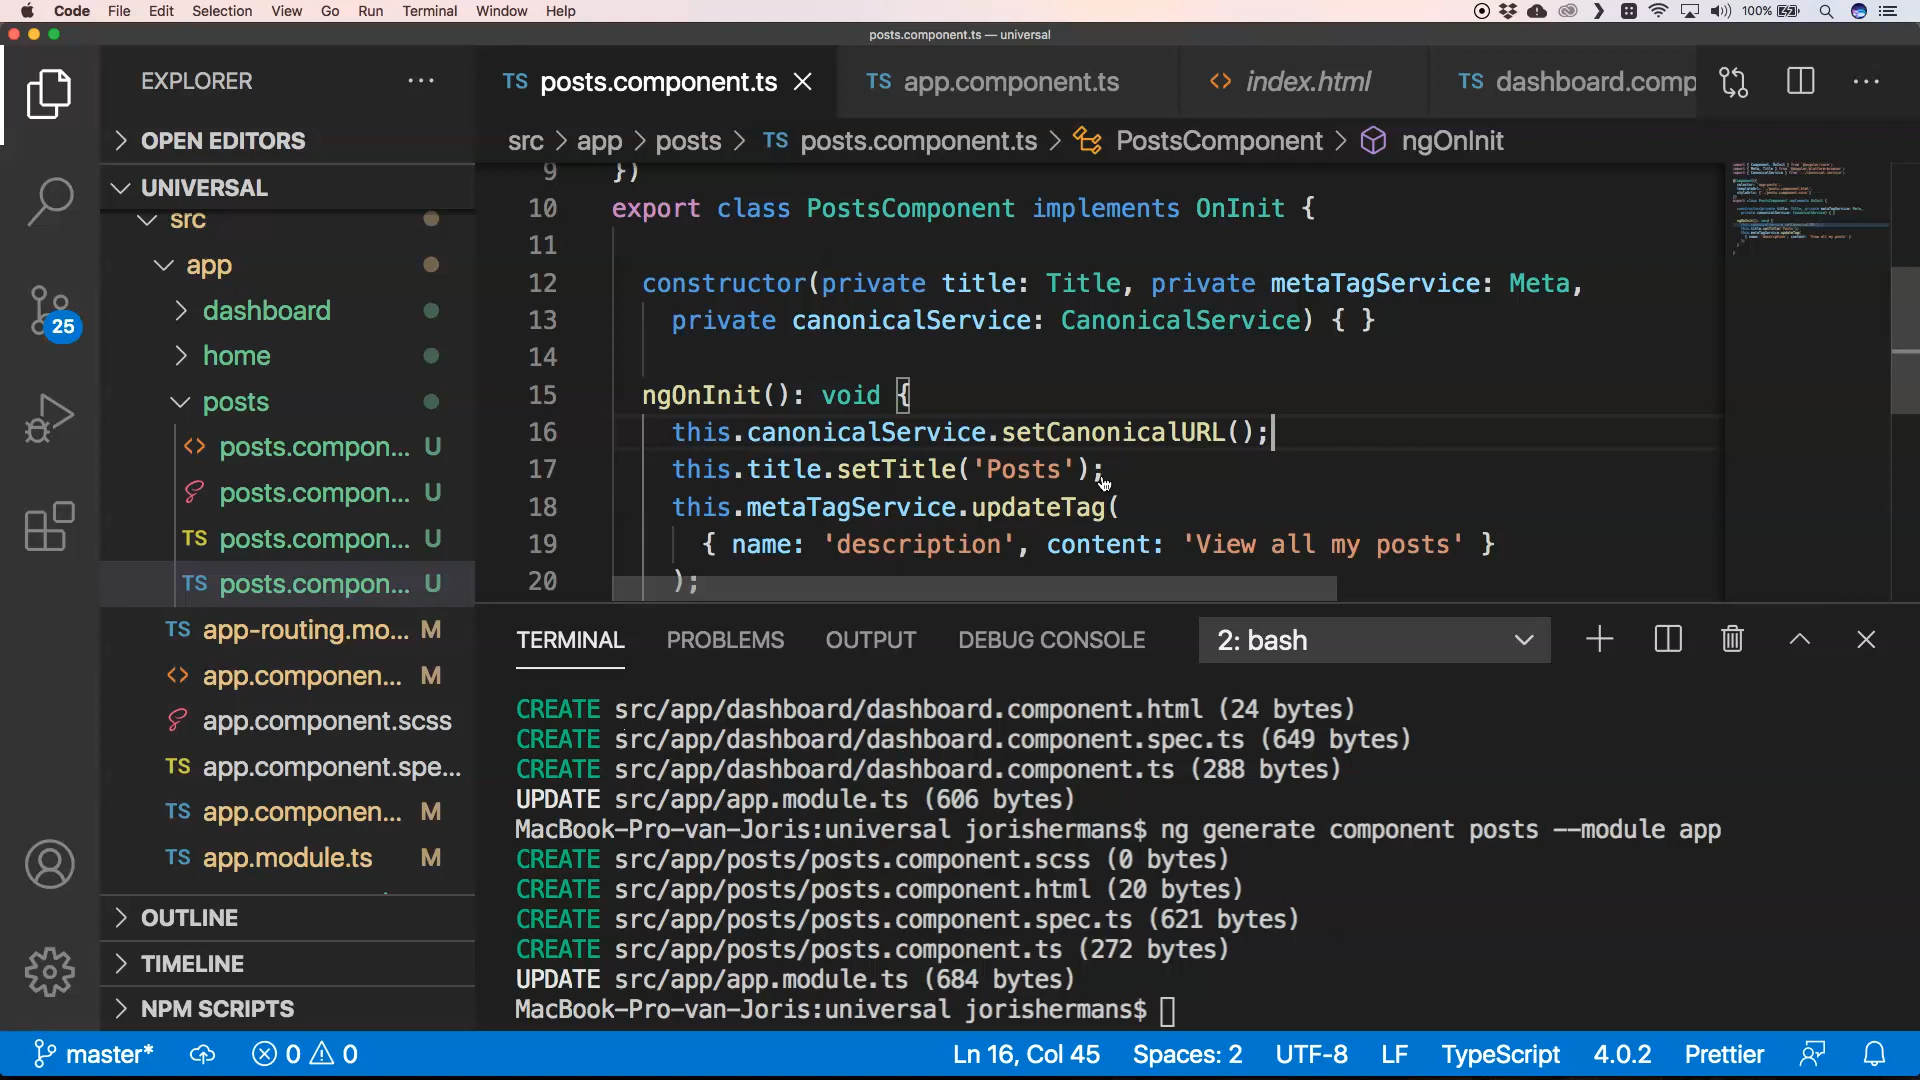 Code File Edit Selection View Go Run Terminal Window Help 100%
posts.component.ts — universal
EXPLORER
TS posts.component.ts
TS app.component.ts
<> index.html
TS dashboard.comp
OPEN EDITORS
src > app > posts > TS posts.component.ts > PostsComponent > ngOnInit
UNIVERSAL
src
app
dashboard
home
posts
<> posts.compon... U
posts.compon... U
TS posts.compon... U
TS posts.compon... U
TS app-routing.mo... M
<> app.componen... M
app.component.scss
TS app.component.spe...
TS app.componen... M
TS app.module.ts M
OUTLINE
TIMELINE
NPM SCRIPTS
25
9 })
10 export class PostsComponent implements OnInit {
11
12 constructor(private title: Title, private metaTagService: Meta,
13 private canonicalService: CanonicalService) { }
14
15 ngOnInit(): void {
16 this.canonicalService.setCanonicalURL();
17 this.title.setTitle('Posts');
18 this.metaTagService.updateTag(
19 { name: 'description', content: 'View all my posts' }
20 );
TERMINAL PROBLEMS OUTPUT DEBUG CONSOLE 2: bash
CREATE src/app/dashboard/dashboard.component.html (24 bytes)
CREATE src/app/dashboard/dashboard.component.spec.ts (649 bytes)
CREATE src/app/dashboard/dashboard.component.ts (288 bytes)
UPDATE src/app/app.module.ts (606 bytes)
MacBook-Pro-van-Joris:universal jorishermans$ ng generate component posts --module app
CREATE src/app/posts/posts.component.scss (0 bytes)
CREATE src/app/posts/posts.component.html (20 bytes)
CREATE src/app/posts/posts.component.spec.ts (621 bytes)
CREATE src/app/posts/posts.component.ts (272 bytes)
UPDATE src/app/app.module.ts (684 bytes)
MacBook-Pro-van-Joris:universal jorishermans$
master* 0 0 Ln 16, Col 45 Spaces: 2 UTF-8 LF TypeScript 4.0.2 Prettier